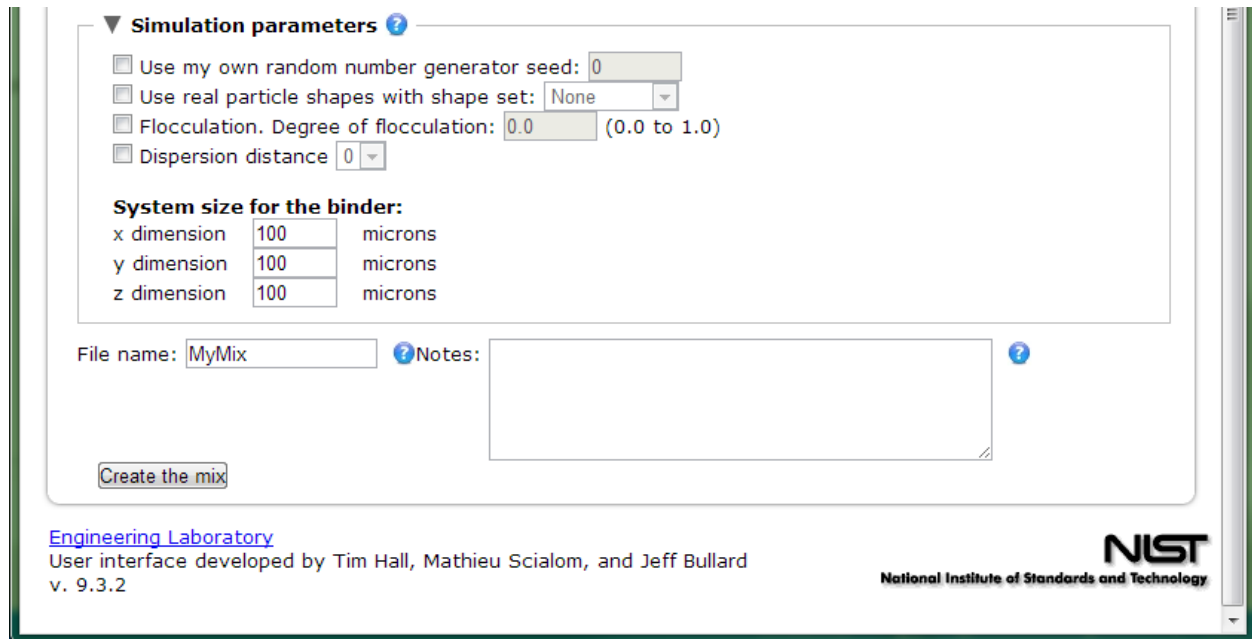 ▼ Simulation parameters ?
Use my own random number generator seed: 0
Use real particle shapes with shape set: None
Flocculation. Degree of flocculation: 0.0 (0.0 to 1.0)
Dispersion distance 0
System size for the binder:
x dimension 100 microns
y dimension 100 microns
z dimension 100 microns
File name: MyMix ? Notes: ?
Create the mix
Engineering Laboratory
User interface developed by Tim Hall, Mathieu Scialom, and Jeff Bullard
v. 9.3.2
NIST
National Institute of Standards and Technology